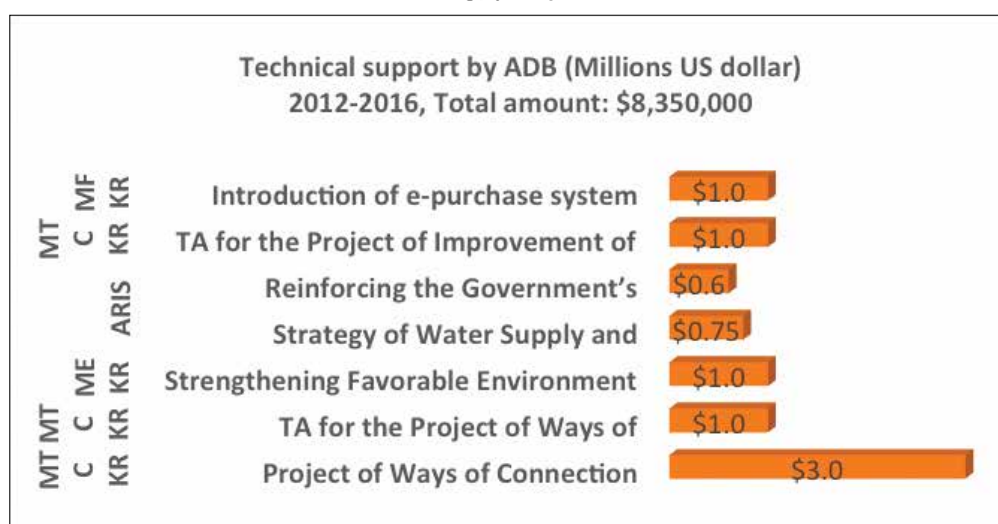 Technical support by ADB (Millions US dollar)
2012-2016, Total amount: $8,350,000
MF KR
Introduction of e-purchase system
$1.0
MT C KR
TA for the Project of Improvement of
$1.0
ARIS
Reinforcing the Government’s
$0.6
Strategy of Water Supply and
$0.75
ME KR
Strengthening Favorable Environment
$1.0
MT C KR
TA for the Project of Ways of
$1.0
MT C KR
Project of Ways of Connection
$3.0